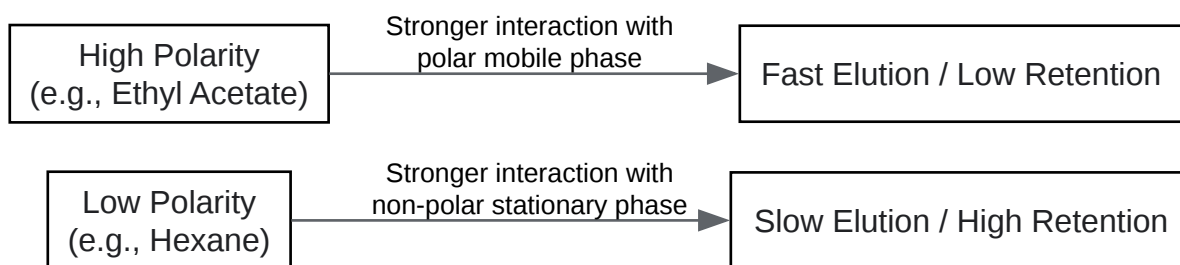 High Polarity
(e.g., Ethyl Acetate)
Stronger interaction with
polar mobile phase
Fast Elution / Low Retention
Low Polarity
(e.g., Hexane)
Stronger interaction with
non-polar stationary phase
Slow Elution / High Retention